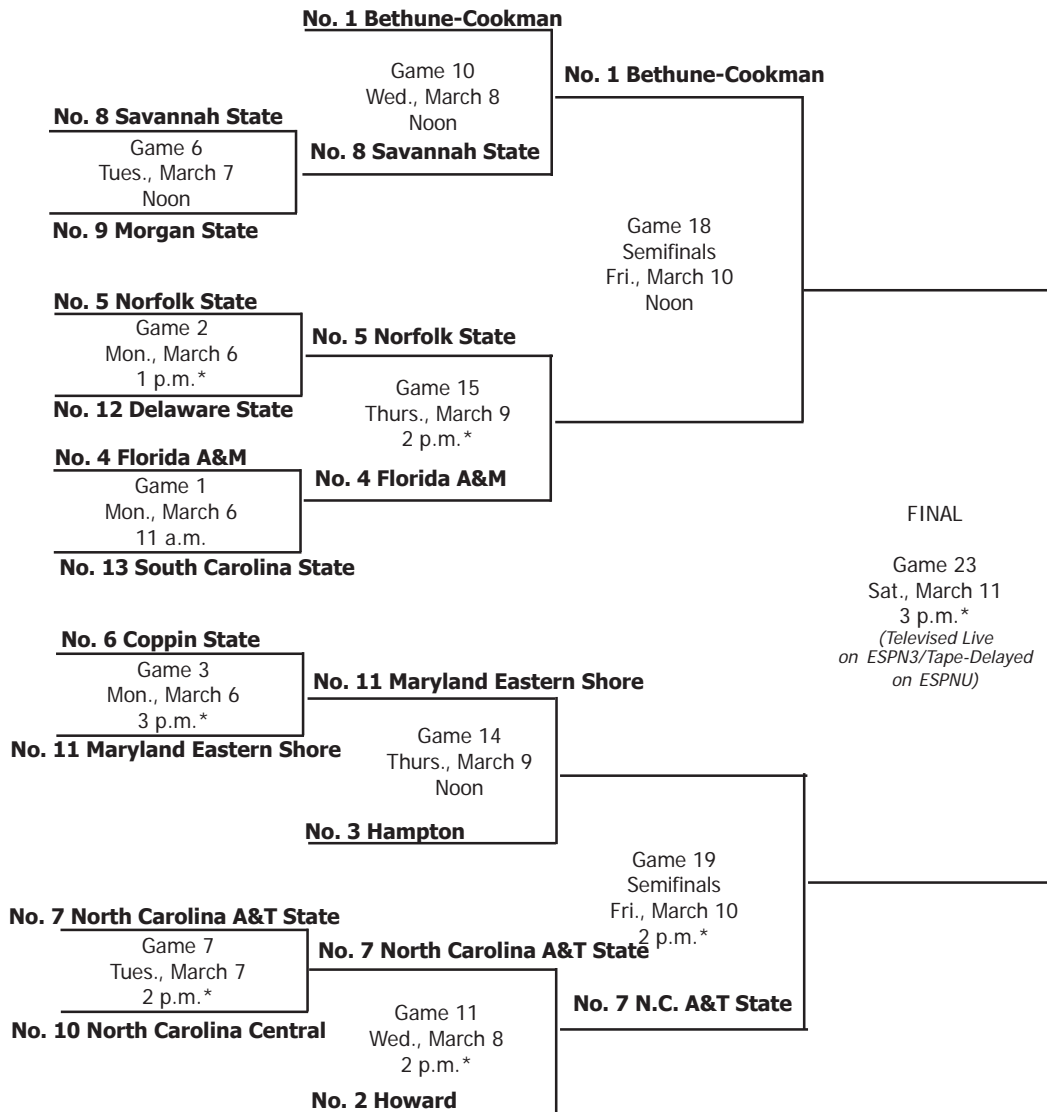 No. 1 Bethune-Cookman
Game 10
Wed., March 8
Noon
No. 1 Bethune-Cookman
No. 8 Savannah State
Game 6
Tues., March 7
Noon
No. 8 Savannah State
No. 9 Morgan State
Game 18
Semifinals
Fri., March 10
Noon
No. 5 Norfolk State
Game 2
Mon., March 6
1 p.m.*
No. 5 Norfolk State
No. 12 Delaware State
Game 15
Thurs., March 9
2 p.m.*
No. 4 Florida A&M
Game 1
Mon., March 6
11 a.m.
No. 4 Florida A&M
No. 13 South Carolina State
FINAL
Game 23
Sat., March 11
3 p.m.*
(Televised Live
on ESPN3/Tape-Delayed
on ESPNU)
No. 6 Coppin State
Game 3
Mon., March 6
3 p.m.*
No. 11 Maryland Eastern Shore
No. 11 Maryland Eastern Shore
Game 14
Thurs., March 9
Noon
No. 3 Hampton
Game 19
Semifinals
Fri., March 10
2 p.m.*
No. 7 North Carolina A&T State
Game 7
Tues., March 7
2 p.m.*
No. 7 North Carolina A&T State
No. 10 North Carolina Central
Game 11
Wed., March 8
2 p.m.*
No. 7 N.C. A&T State
No. 2 Howard